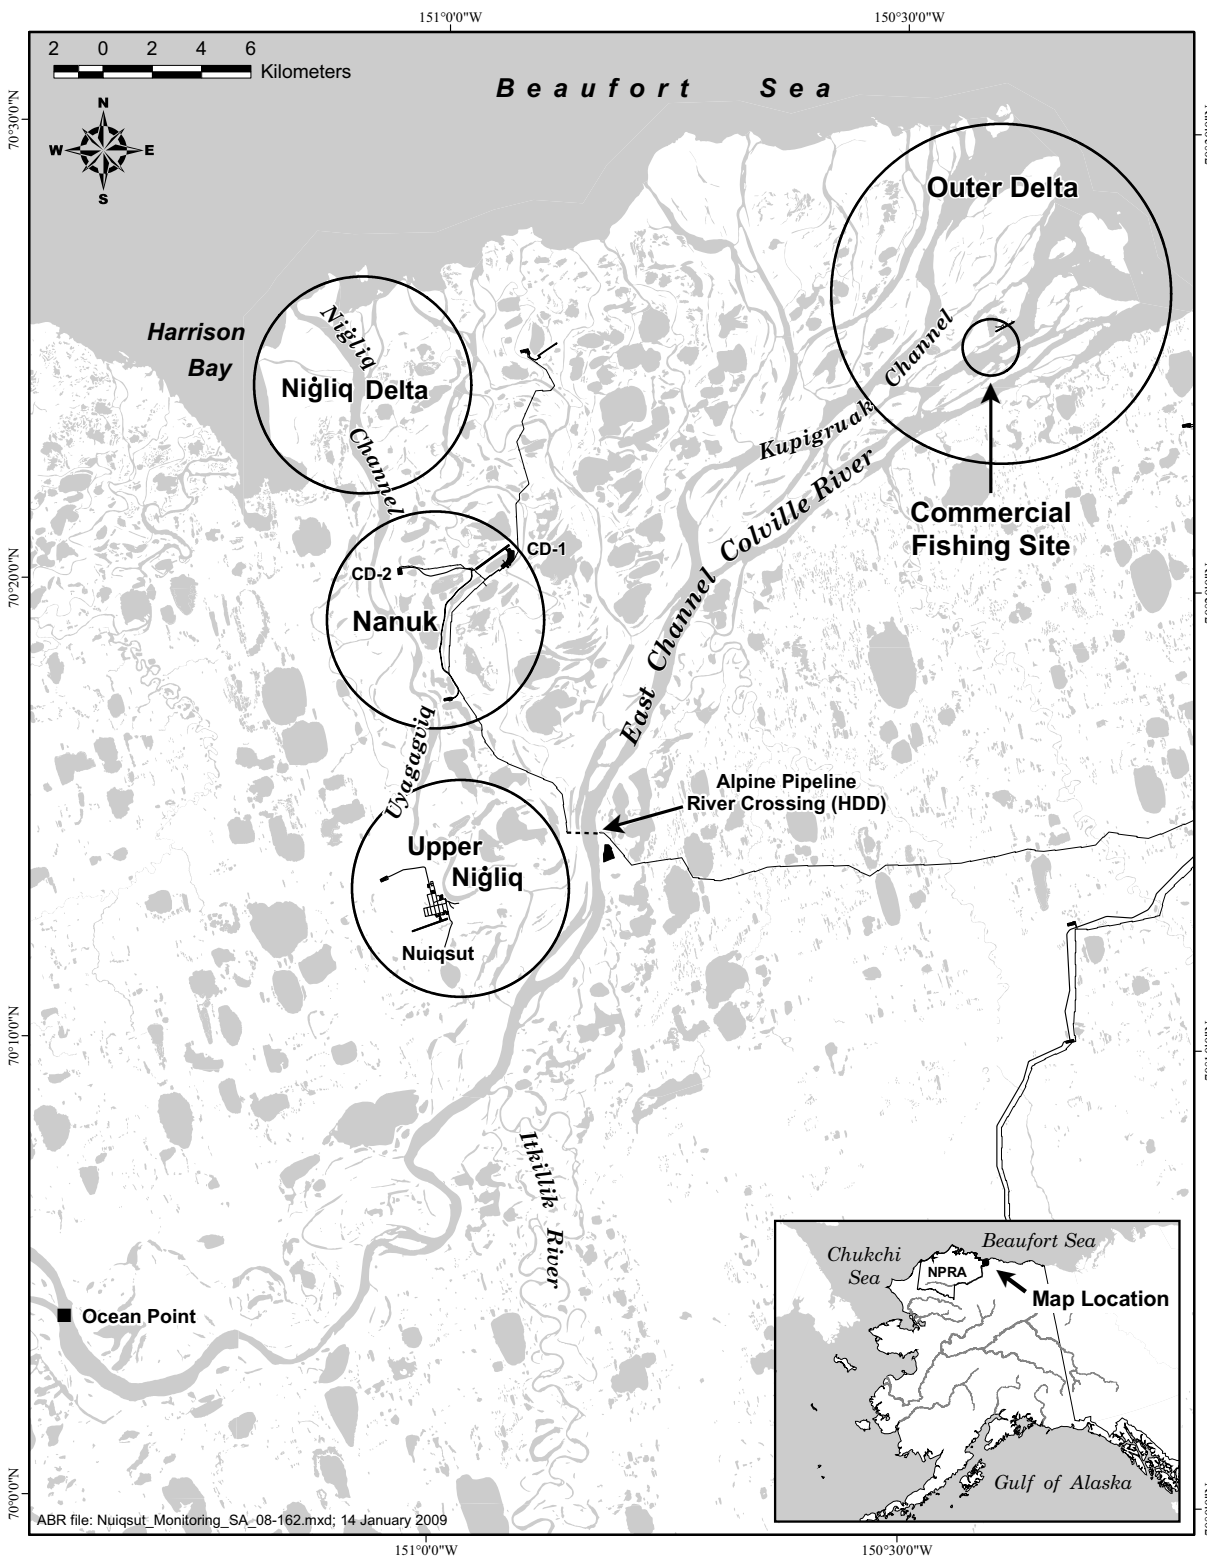 151°0'0"W
150°30'0"W
2 0 2 4 6
Kilometers
N
W E
S
Beaufort Sea
70°30'0"N
Outer Delta
Harrison
Bay
Niġliq
Niġliq Delta
Channel
Channel
Kupigruak
East Channel Colville River
Commercial
Fishing Site
CD-1
CD-2
70°20'0"N
Nanuk
Uyagagviq
Alpine Pipeline
River Crossing (HDD)
Upper
Niġliq
Nuiqsut
70°10'0"N
Itkillik River
Ocean Point
Beaufort Sea
Chukchi
Sea
NPRA
Map Location
Gulf of Alaska
70°0'0"N
ABR file: Nuiqsut_Monitoring_SA_08-162.mxd; 14 January 2009
151°0'0"W
150°30'0"W